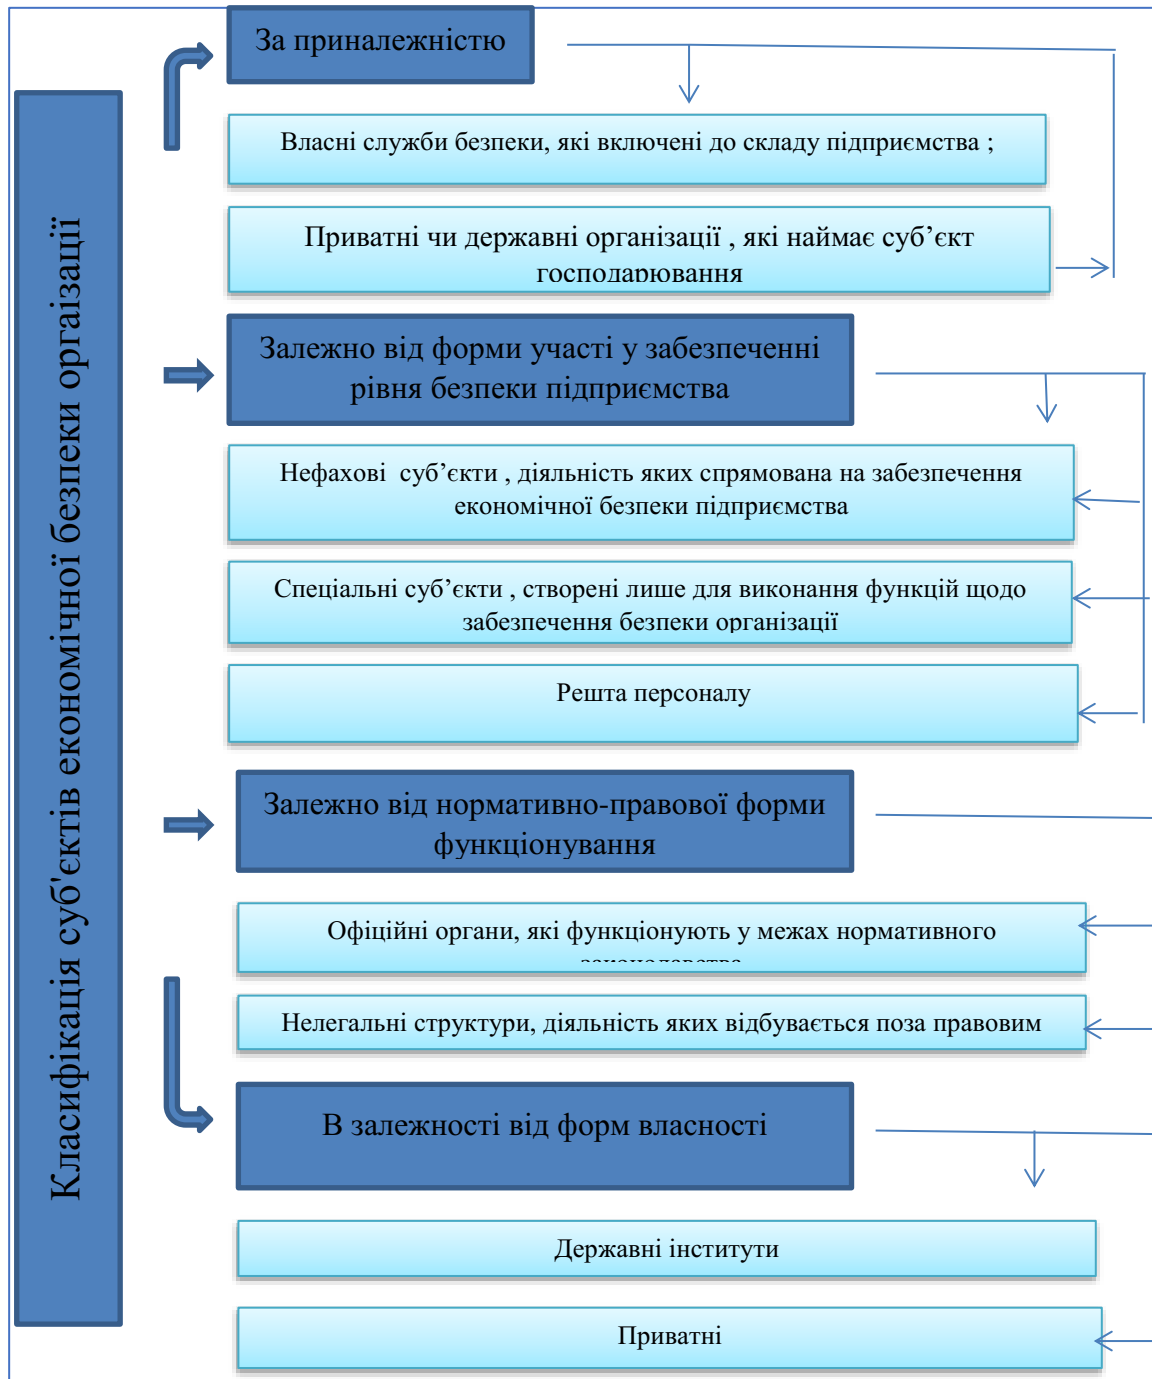 Класифікація суб'єктів економічної безпеки оргаізації
За приналежністю
Власні служби безпеки, які включені до складу підприємства ;
Приватні чи державні організації , які наймає суб’єкт
господарювання
Залежно від форми участі у забезпеченні
рівня безпеки підприємства
Нефахові суб’єкти , діяльність яких спрямована на забезпечення
економічної безпеки підприємства
Спеціальні суб’єкти , створені лише для виконання функцій щодо
забезпечення безпеки організації
Решта персоналу
Залежно від нормативно-правової форми
функціонування
Офіційні органи, які функціонують у межах нормативного
законодавства
Нелегальні структури, діяльність яких відбувається поза правовим
В залежності від форм власності
Державні інститути
Приватні